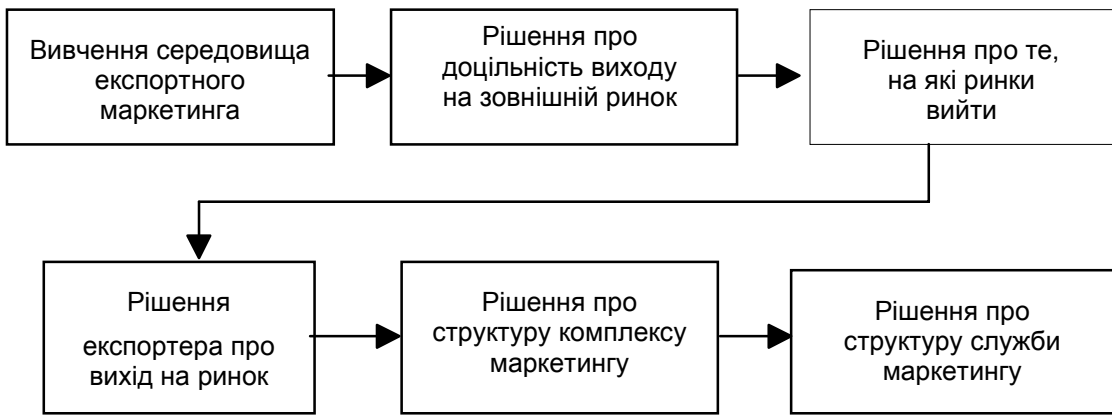 Вивчення середовища
експортного
маркетинга
Рішення про
доцільність виходу
на зовнішній ринок
Рішення про те,
на які ринки
вийти
Рішення
експортера про
вихід на ринок
Рішення про
структуру комплексу
маркетингу
Рішення про
структуру служби
маркетингу